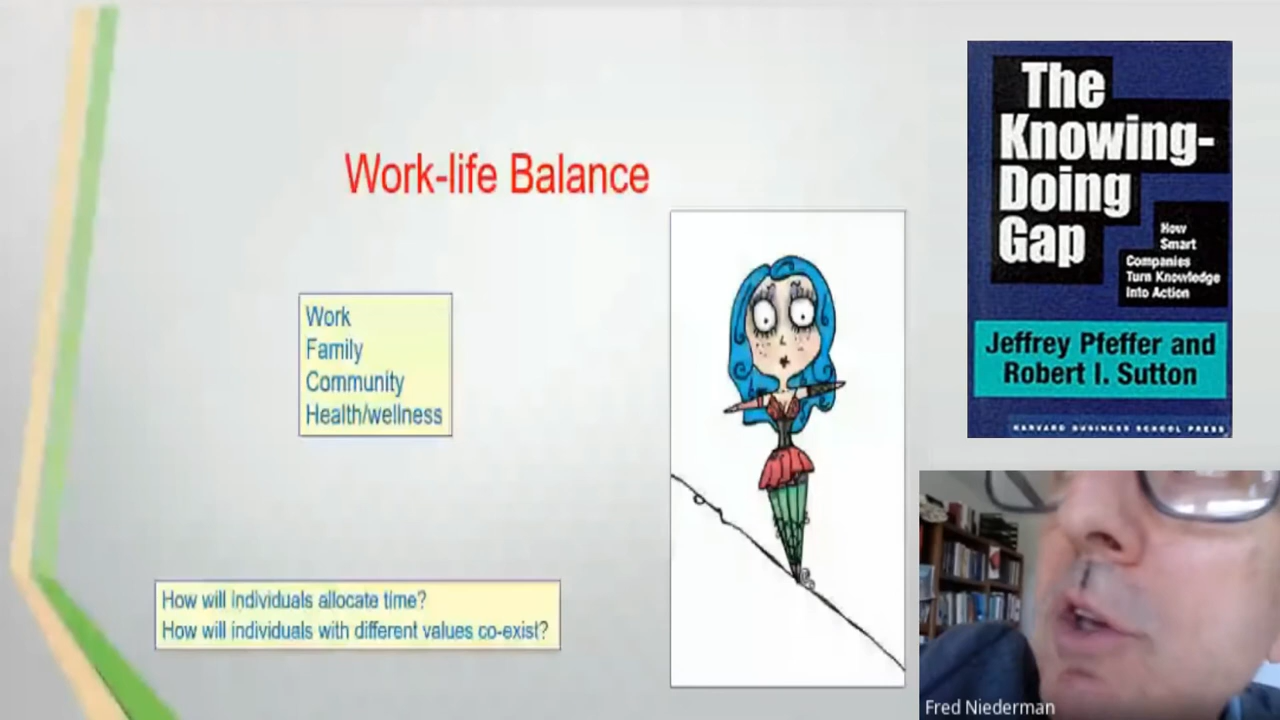 Work-life Balance
Work
Family
Community
Health/wellness
How will individuals allocate time?
How will individuals with different values co-exist?
The
Knowing-
Doing
Gap
How
Smart
Companies
Turn Knowledge
Into Action
Jeffrey Pfeffer and
Robert I. Sutton
HARVARD BUSINESS SCHOOL PRESS
Fred Niederman